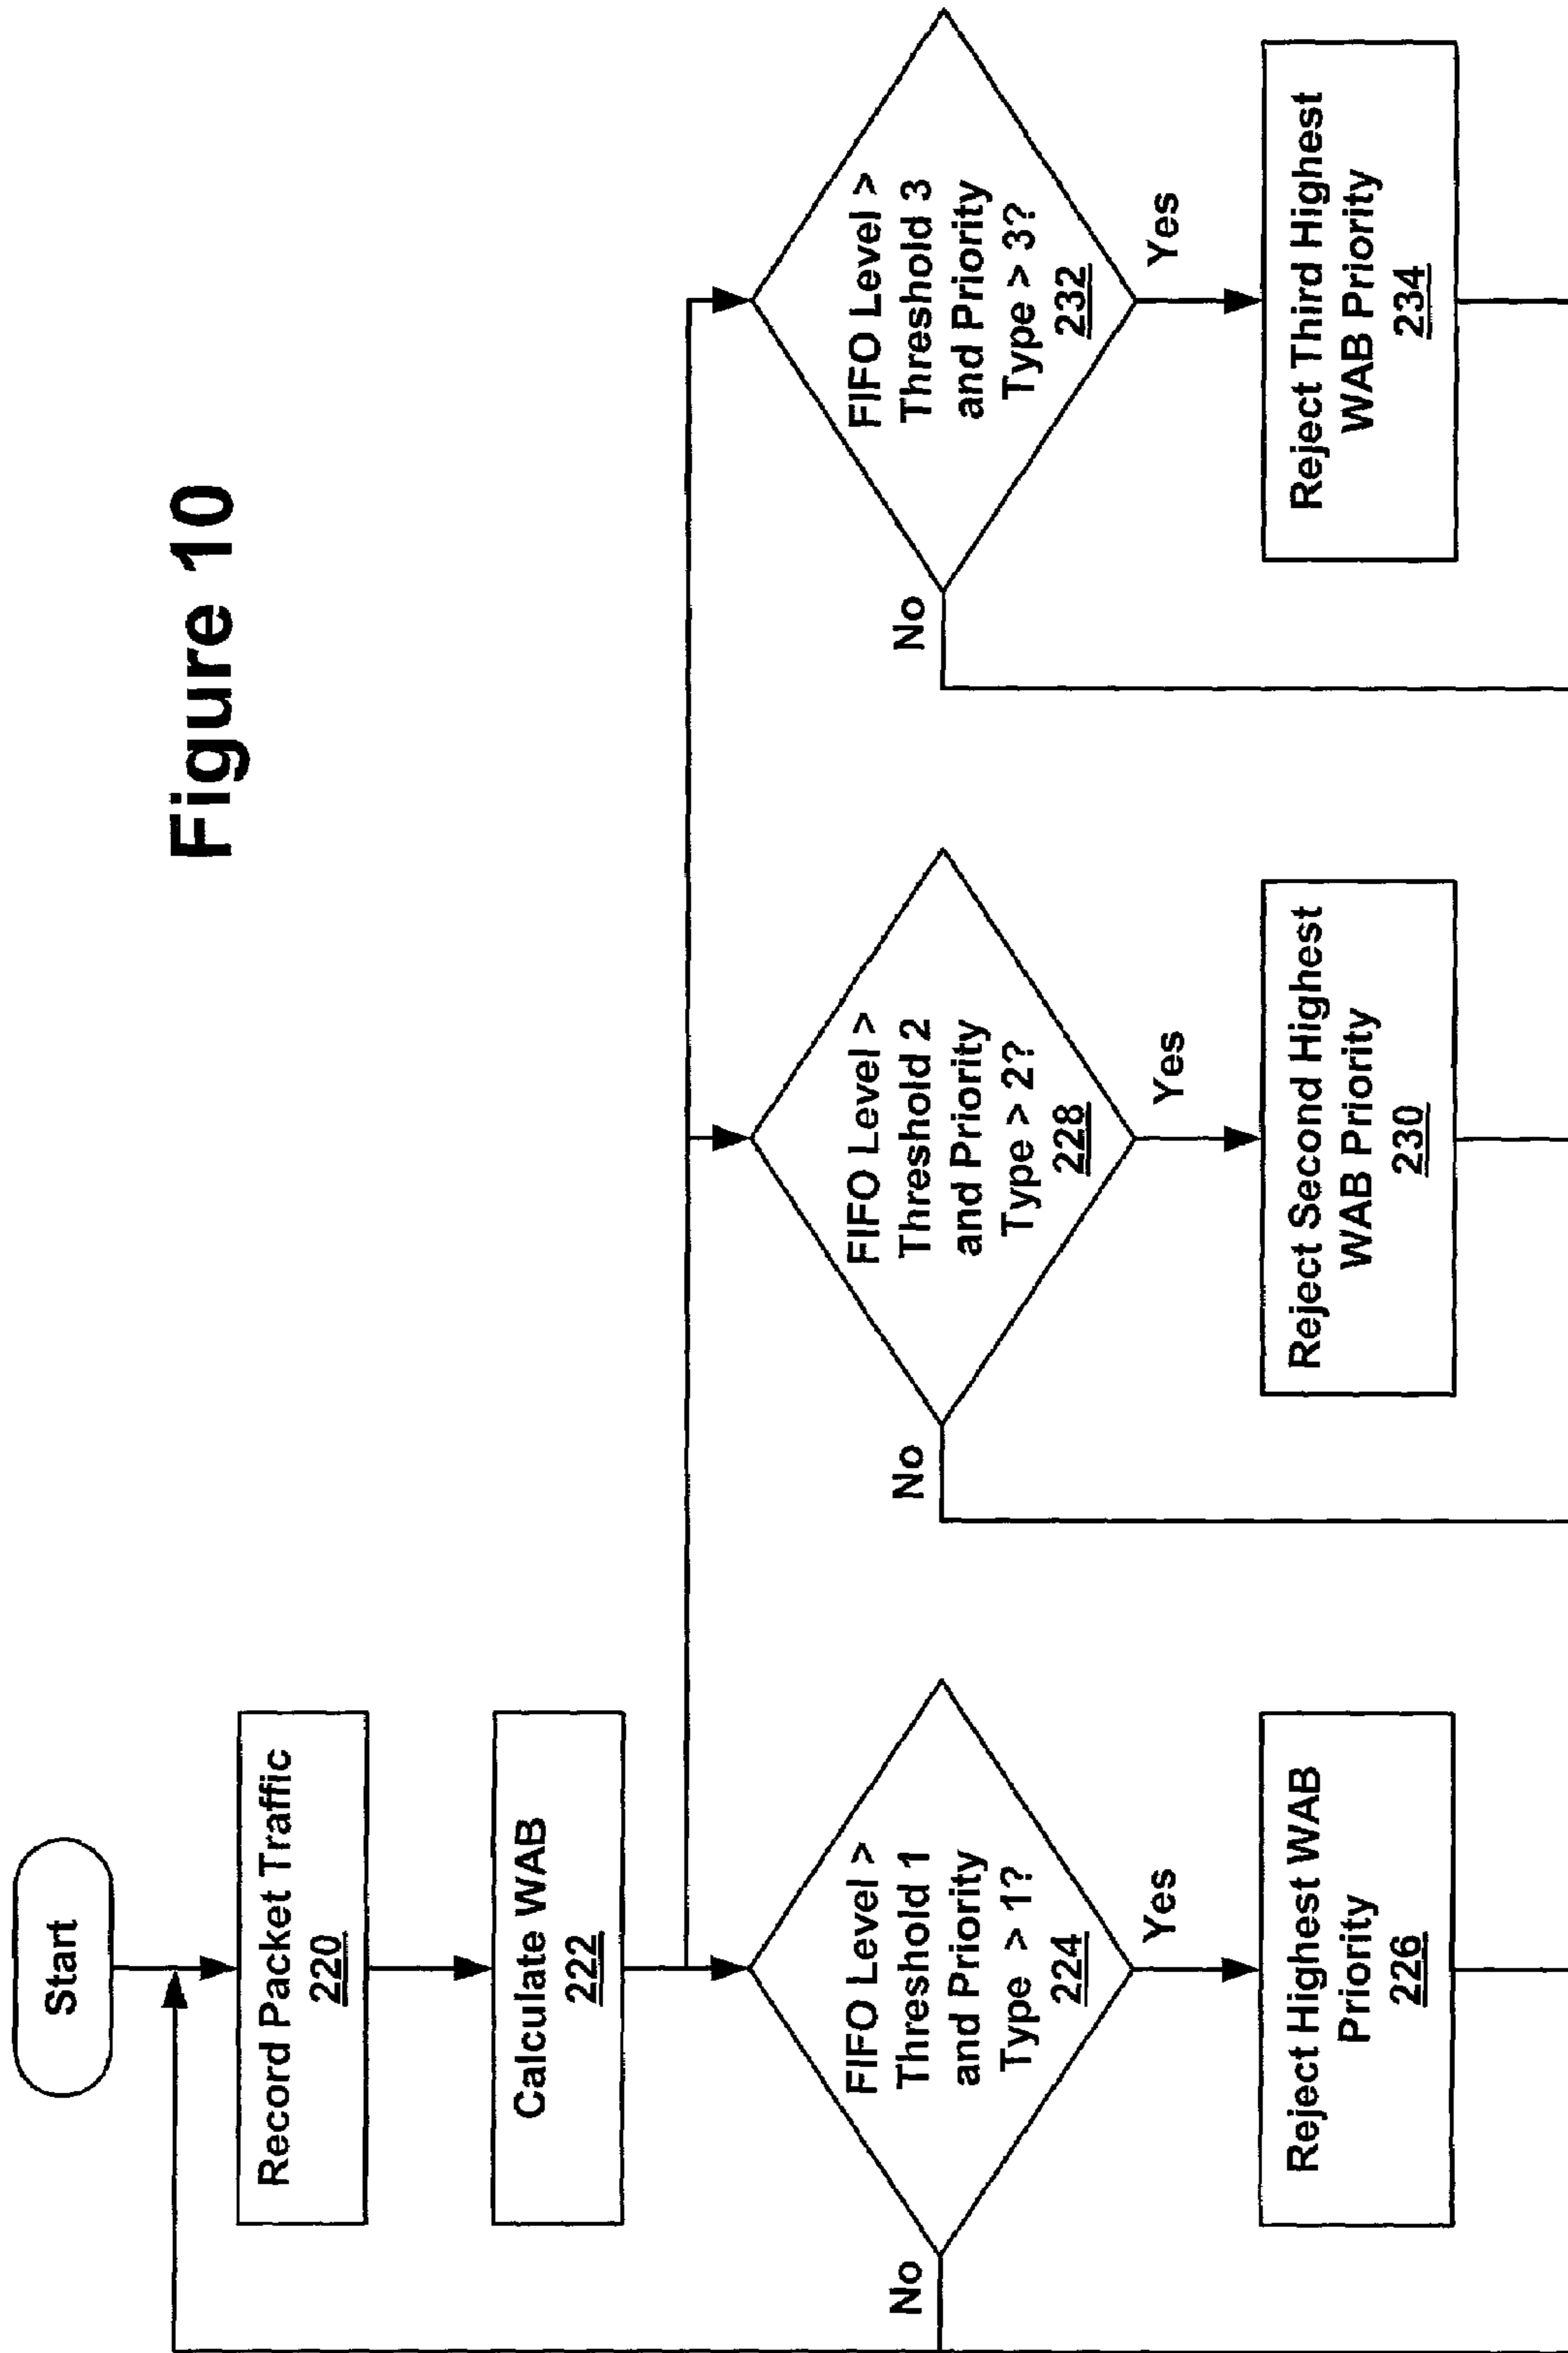 Figure 10
Start
Record Packet Traffic
220
Calculate WAB
222
FIFO Level >
Threshold 1
and Priority
Type > 1?
224
No
Yes
Reject Highest WAB
Priority
226
FIFO Level >
Threshold 2
and Priority
Type > 2?
228
No
Yes
Reject Second Highest
WAB Priority
230
FIFO Level >
Threshold 3
and Priority
Type > 3?
232
No
Yes
Reject Third Highest
WAB Priority
234